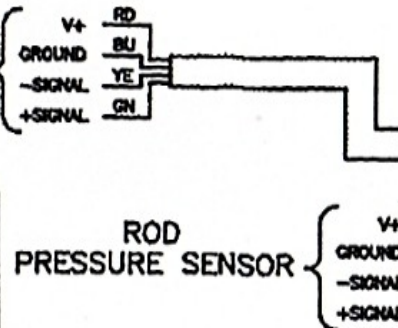 V+ RD
GROUND BU
-SIGNAL YE
+SIGNAL GN
ROD
PRESSURE SENSOR
V+
GROUND
-SIGNAL
+SIGNAL